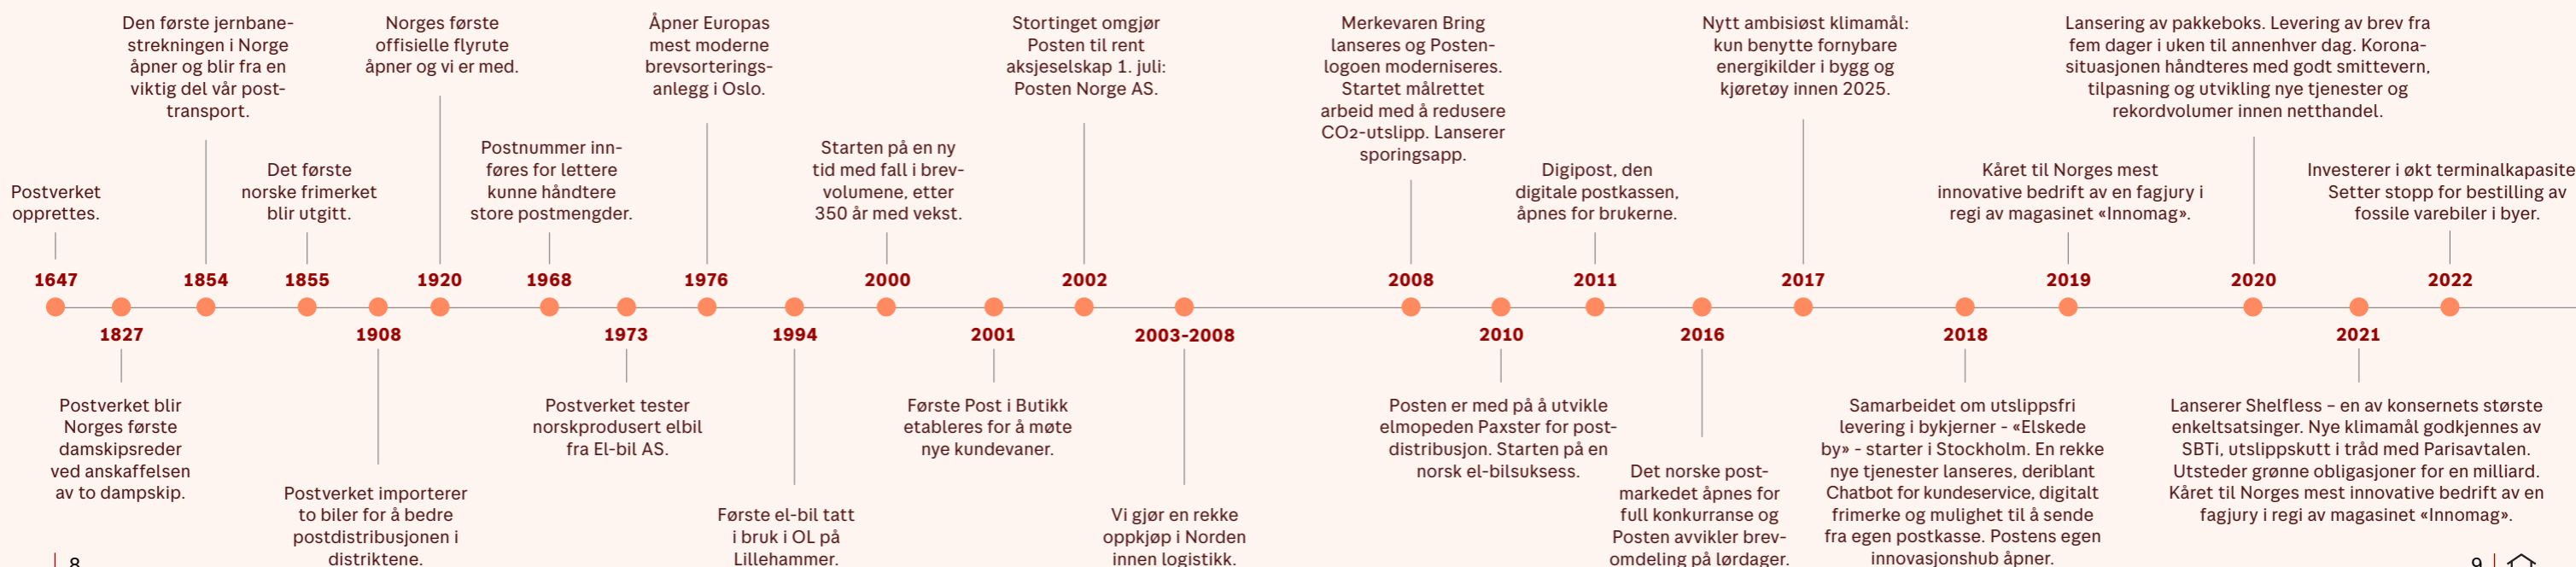 Postverket
opprettes.
1647
1827
Postverket blir
Norges første
damskipsreder
ved anskaffelsen
av to dampskip.
Den første jernbane-
strekningen i Norge
åpner og blir fra en
viktig del vår post-
transport.
1854
Det første
norske frimerket
blir utgitt.
1855
1908
Postverket importerer
to biler for å bedre
postdistribusjonen i
distriktene.
Norges første
offisielle flyrute
åpner og vi er med.
1920
Postnummer inn-
føres for lettere
kunne håndtere
store postmengder.
1968
1973
Postverket tester
norskprodusert elbil
fra El-bil AS.
Åpner Europas
mest moderne
brevsorterings-
anlegg i Oslo.
1976
1994
Første el-bil tatt
i bruk i OL på
Lillehammer.
Starten på en ny
tid med fall i brev-
volumene, etter
350 år med vekst.
2000
2001
Første Post i Butikk
etableres for å møte
nye kundevaner.
Stortinget omgjør
Posten til rent
aksjeselskap 1. juli:
Posten Norge AS.
2002
2003-2008
Vi gjør en rekke
oppkjøp i Norden
innen logistikk.
Merkevaren Bring
lanseres og Posten-
logoen moderniseres.
Startet målrettet
arbeid med å redusere
CO2-utslipp. Lanserer
sporingsapp.
2008
2010
Posten er med på å utvikle
elmopeden Paxster for post-
distribusjon. Starten på en
norsk el-bilsuksess.
Digipost, den
digitale postkassen,
åpnes for brukerne.
2011
2016
Det norske post-
markedet åpnes for
full konkurranse og
Posten avvikler brev-
omdeling på lørdager.
Nytt ambisiøst klimamål:
kun benytte fornybare
energikilder i bygg og
kjøretøy innen 2025.
2017
2018
Samarbeidet om utslippsfri
levering i bykjerner - «Elskede
by» - starter i Stockholm. En rekke
nye tjenester lanseres, deriblant
Chatbot for kundeservice, digitalt
frimerke og mulighet til å sende
fra egen postkasse. Postens egen
innovasjonshub åpner.
Kåret til Norges mest
innovative bedrift av en fagjury i
regi av magasinet «Innomag».
2019
Lansering av pakkeboks. Levering av brev fra
fem dager i uken til annenhver dag. Korona-
situasjonen håndteres med godt smittevern,
tilpasning og utvikling nye tjenester og
rekordvolumer innen netthandel.
2020
2021
Lanserer Shelfless – en av konsernets største
enkeltsatsinger. Nye klimamål godkjennes av
SBTi, utslippskutt i tråd med Parisavtalen.
Utsteder grønne obligasjoner for en milliard.
Kåret til Norges mest innovative bedrift av en
fagjury i regi av magasinet «Innomag».
Investerer i økt terminalkapasite
Setter stopp for bestilling av
fossile varebiler i byer.
2022
8
9